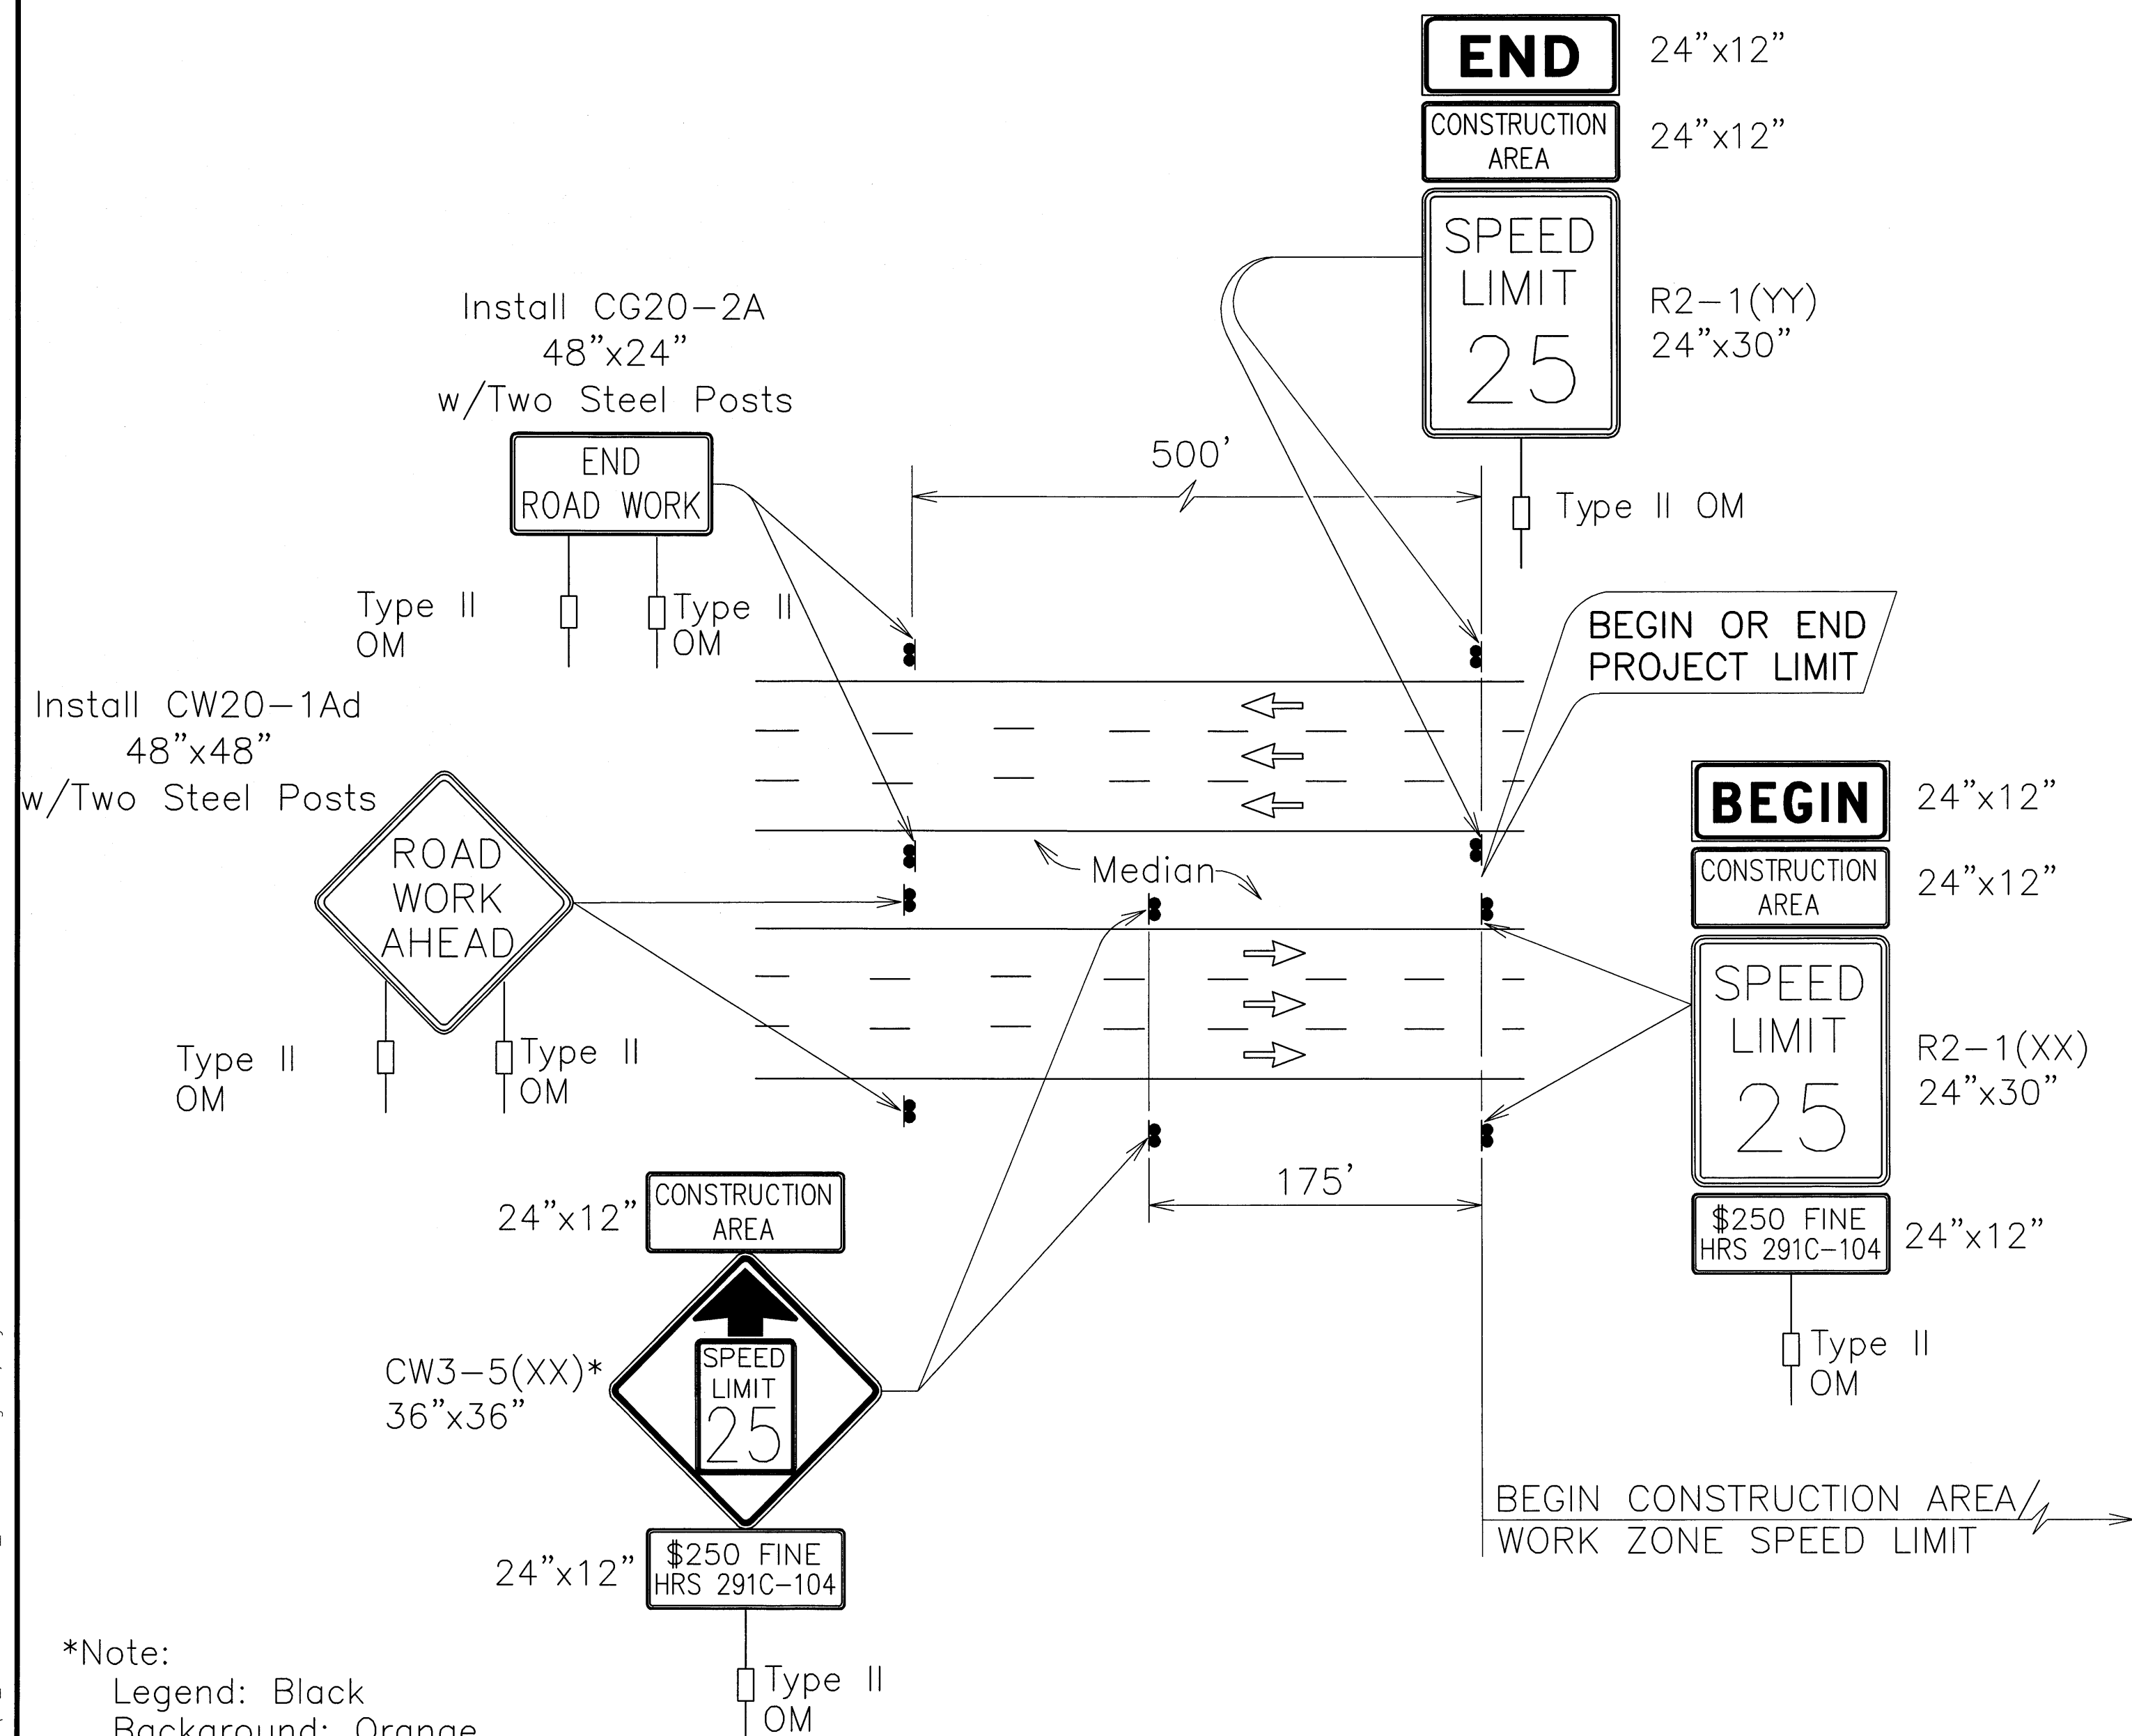 END
24”x12”
CONSTRUCTION
AREA
24”x12”
SPEED
LIMIT
25
R2-1(YY)
24”x30”
Type II OM
Install CG20-2A
48”x24”
w/Two Steel Posts
END
ROAD WORK
Type II
OM
Type II
OM
500’
BEGIN OR END
PROJECT LIMIT
Install CW20-1Ad
48”x48”
w/Two Steel Posts
ROAD
WORK
AHEAD
Type II
OM
Type II
OM
Median
BEGIN
24”x12”
CONSTRUCTION
AREA
24”x12”
SPEED
LIMIT
25
R2-1(XX)
24”x30”
$250 FINE
HRS 291C-104
24”x12”
Type II
OM
175’
24”x12”
CONSTRUCTION
AREA
CW3-5(XX)*
36”x36”
SPEED
LIMIT
25
24”x12”
$250 FINE
HRS 291C-104
Type II
OM
BEGIN CONSTRUCTION AREA/
WORK ZONE SPEED LIMIT
*Note:
Legend: Black
Background: Orange